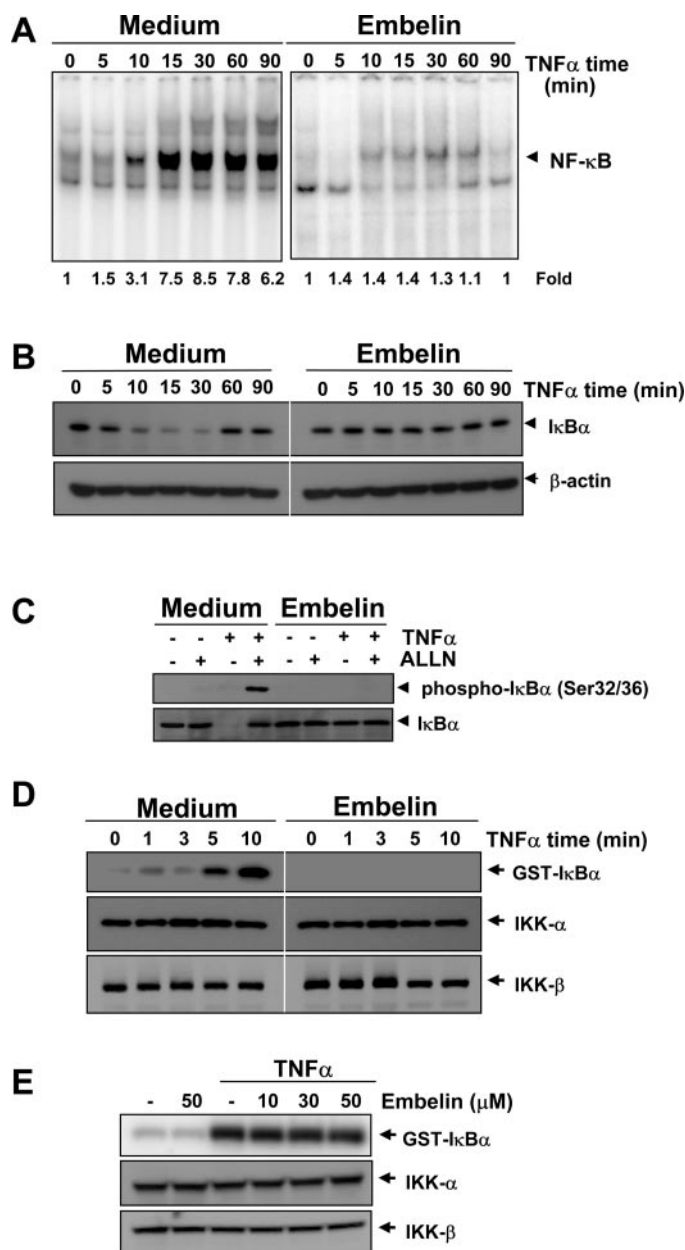 A
Medium Embelin
0 5 10 15 30 60 90 0 5 10 15 30 60 90 TNFα time
(min)
NF-κB
1 1.5 3.1 7.5 8.5 7.8 6.2 1 1.4 1.4 1.4 1.3 1.1 1 Fold
B
Medium Embelin
0 5 10 15 30 60 90 0 5 10 15 30 60 90 TNFα time (min)
IκBα
β-actin
C
Medium Embelin
- - + + - - + + TNFα
- + - + - + - + ALLN
phospho-IκBα (Ser32/36)
IκBα
D
Medium Embelin
0 1 3 5 10 0 1 3 5 10 TNFα time (min)
GST-IκBα
IKK-α
IKK-β
E
TNFα
- 50 - 10 30 50 Embelin (μM)
GST-IκBα
IKK-α
IKK-β